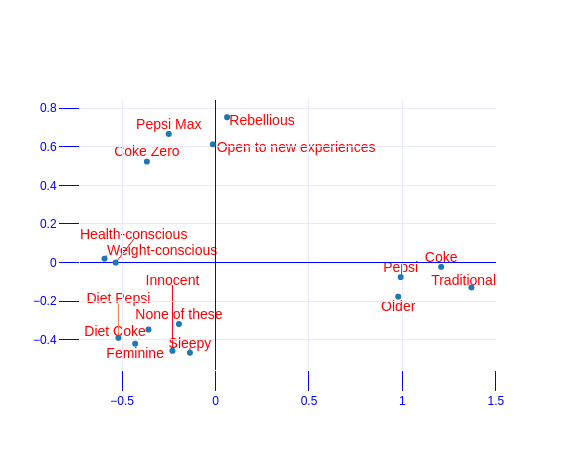 0.8
Pepsi Max
Rebellious
0.6
Coke Zero
Open to new experiences
0.4
0.2
Health-conscious
Weight-conscious
Coke
0
Pepsi
Innocent
Traditional
Diet Pepsi
−0.2
Older
None of these
Diet Coke
−0.4
Sleepy
Feminine
−0.5
0
0.5
1
1.5